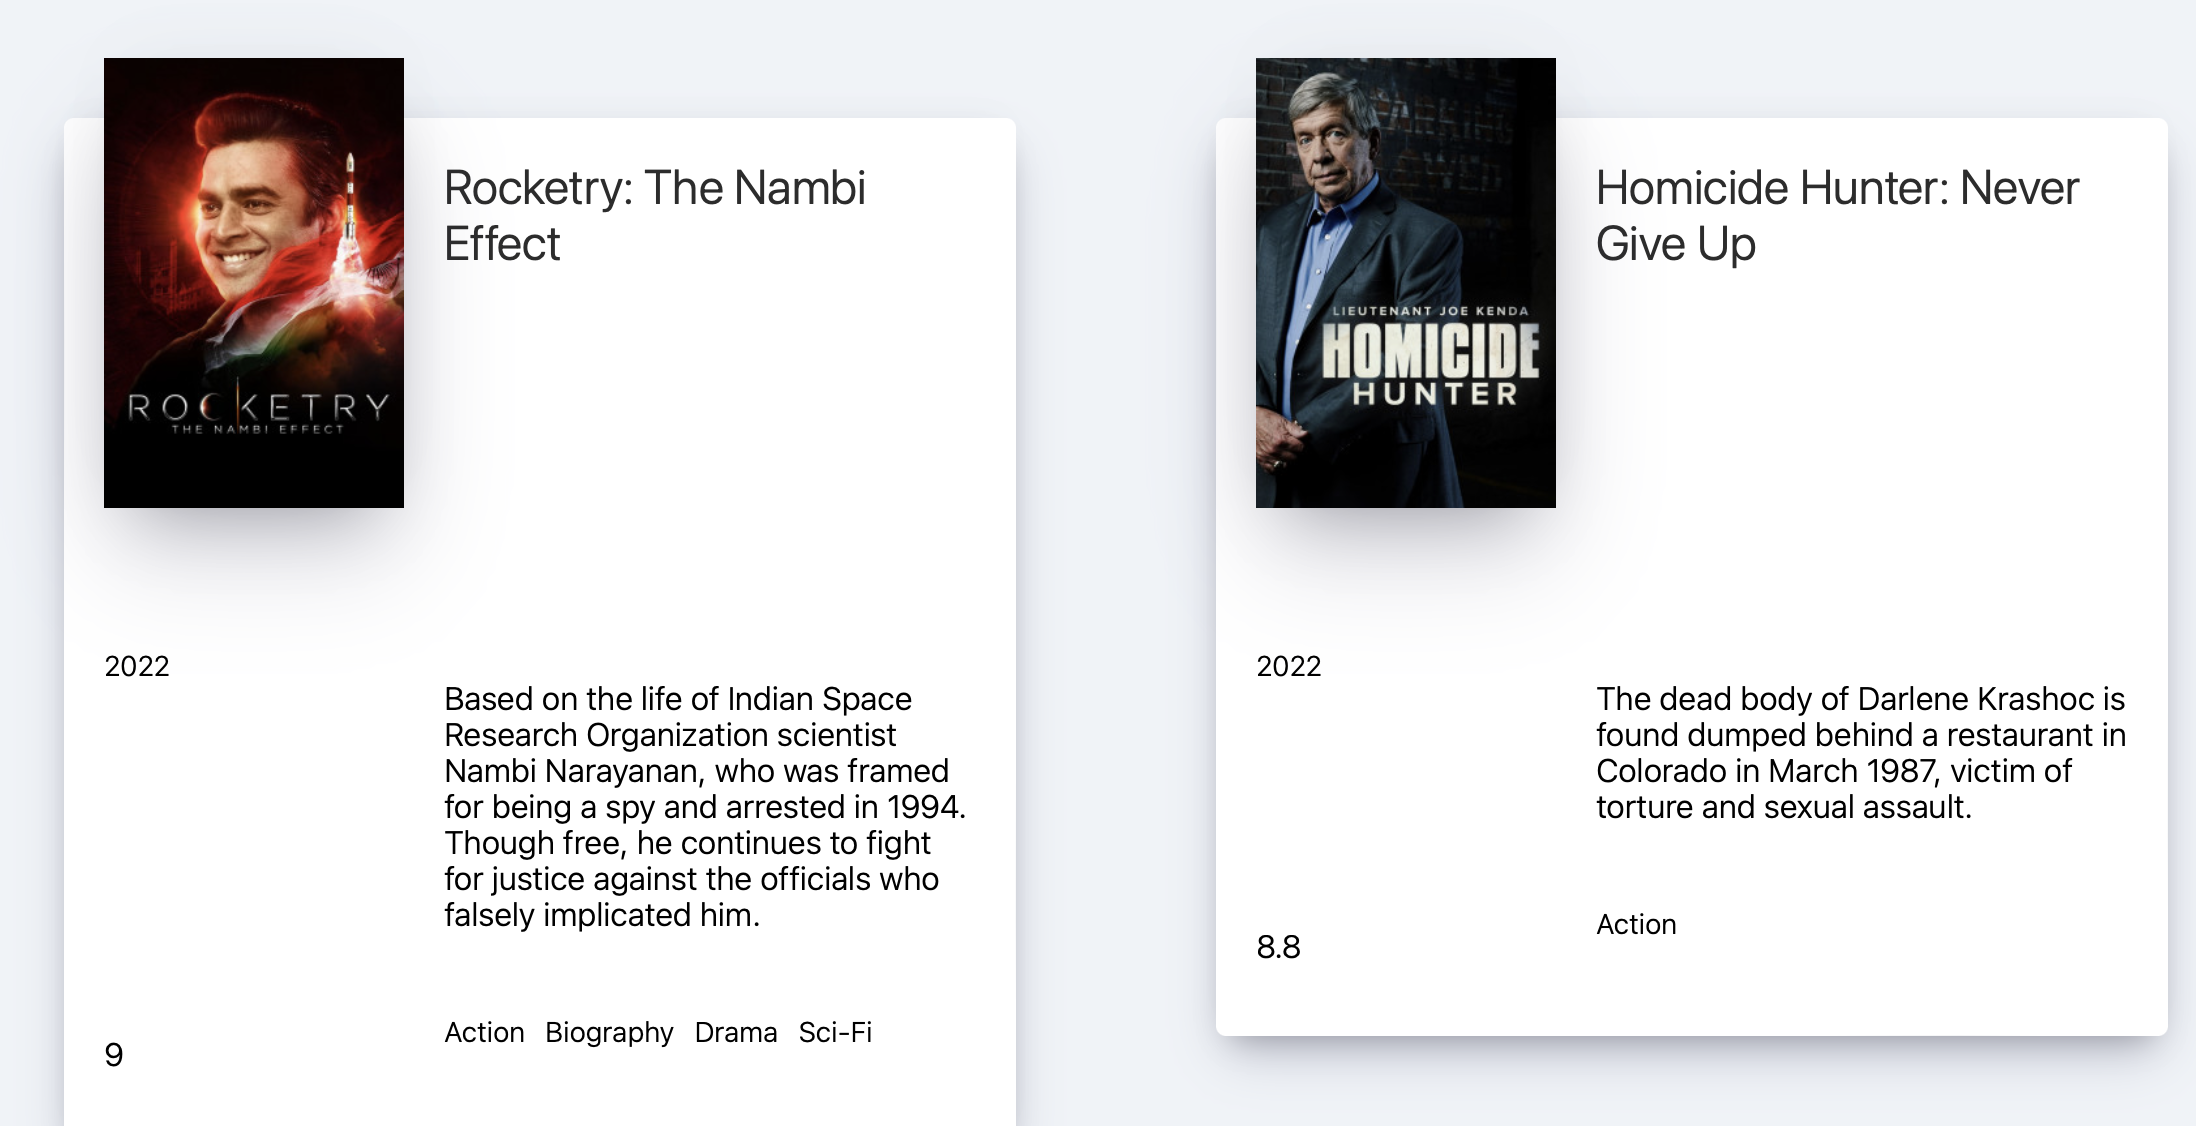 ROCKETRY
THE NAMBI EFFECT
Rocketry: The Nambi
Effect
2022
Based on the life of Indian Space
Research Organization scientist
Nambi Narayanan, who was framed
for being a spy and arrested in 1994.
Though free, he continues to fight
for justice against the officials who
falsely implicated him.
9
Action Biography Drama Sci-Fi
LIEUTENANT JOE KENDA
HOMICIDE
HUNTER
Homicide Hunter: Never
Give Up
2022
The dead body of Darlene Krashoc is
found dumped behind a restaurant in
Colorado in March 1987, victim of
torture and sexual assault.
8.8
Action